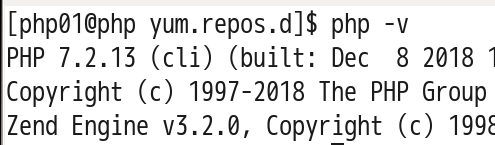 [php01@php yum.repos.d]$ php -v
PHP 7.2.13 (cli) (built: Dec  8 2018 1
Copyright (c) 1997-2018 The PHP Group
Zend Engine v3.2.0, Copyright (c) 1998